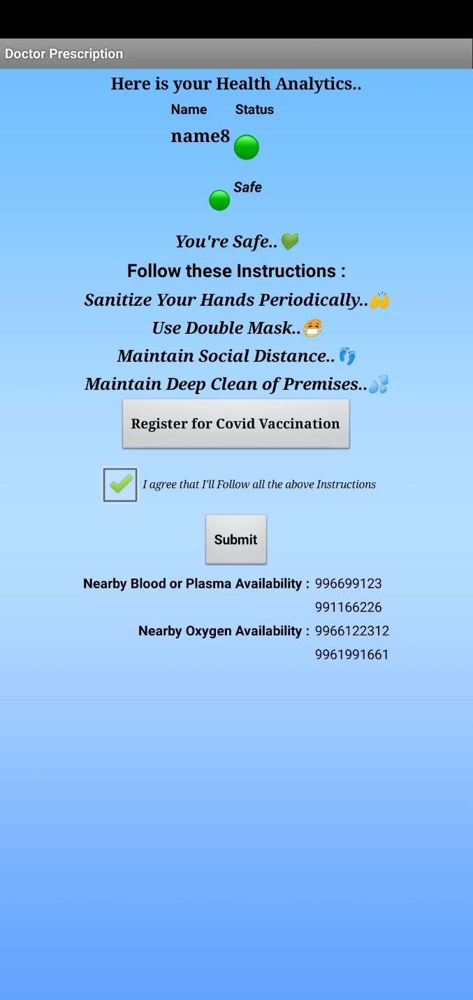 Doctor Prescription
Here is your Health Analytics..
Name Status
name8
Safe
You're Safe..💚
Follow these Instructions :
Sanitize Your Hands Periodically..🙌
Use Double Mask..😷
Maintain Social Distance..👣
Maintain Deep Clean of Premises..💦
Register for Covid Vaccination
I agree that I'll Follow all the above Instructions
Submit
Nearby Blood or Plasma Availability : 996699123
991166226
Nearby Oxygen Availability : 9966122312
9961991661